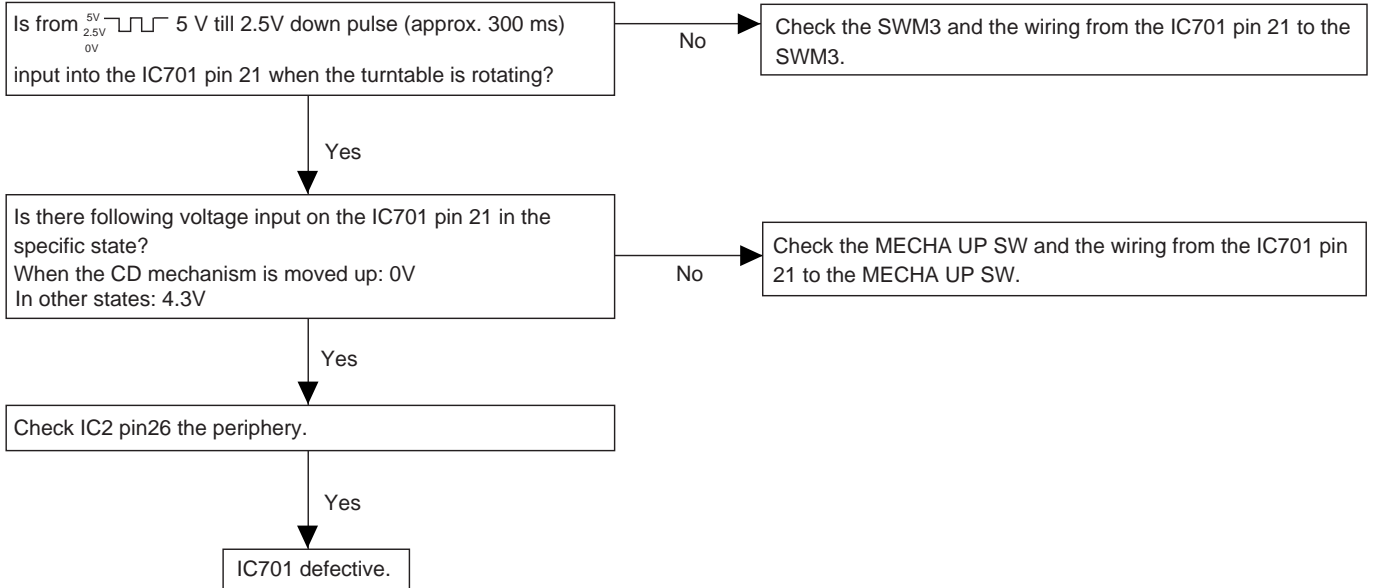 Is from 5V 2.5V 0V 5 V till 2.5V down pulse (approx. 300 ms)
input into the IC701 pin 21 when the turntable is rotating?
No
Check the SWM3 and the wiring from the IC701 pin 21 to the
SWM3.
Yes
Is there following voltage input on the IC701 pin 21 in the
specific state?
When the CD mechanism is moved up: 0V
In other states: 4.3V
No
Check the MECHA UP SW and the wiring from the IC701 pin
21 to the MECHA UP SW.
Yes
Check IC2 pin26 the periphery.
Yes
IC701 defective.